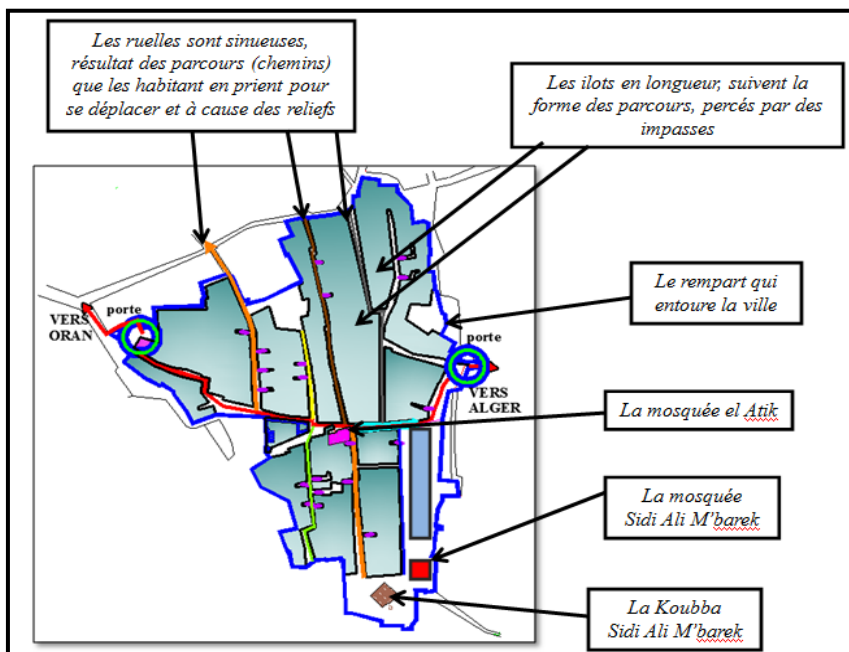 Les ruelles sont sinueuses,
résultat des parcours (chemins)
que les habitant en prient pour
se déplacer et à cause des reliefs
Les ilots en longueur, suivent la
forme des parcours, percés par des
impasses
Le rempart qui
entoure la ville
porte
VERS
ORAN
porte
VERS
ALGER
La mosquée el Atik
La mosquée
Sidi Ali M'barek
La Koubba
Sidi Ali M'barek